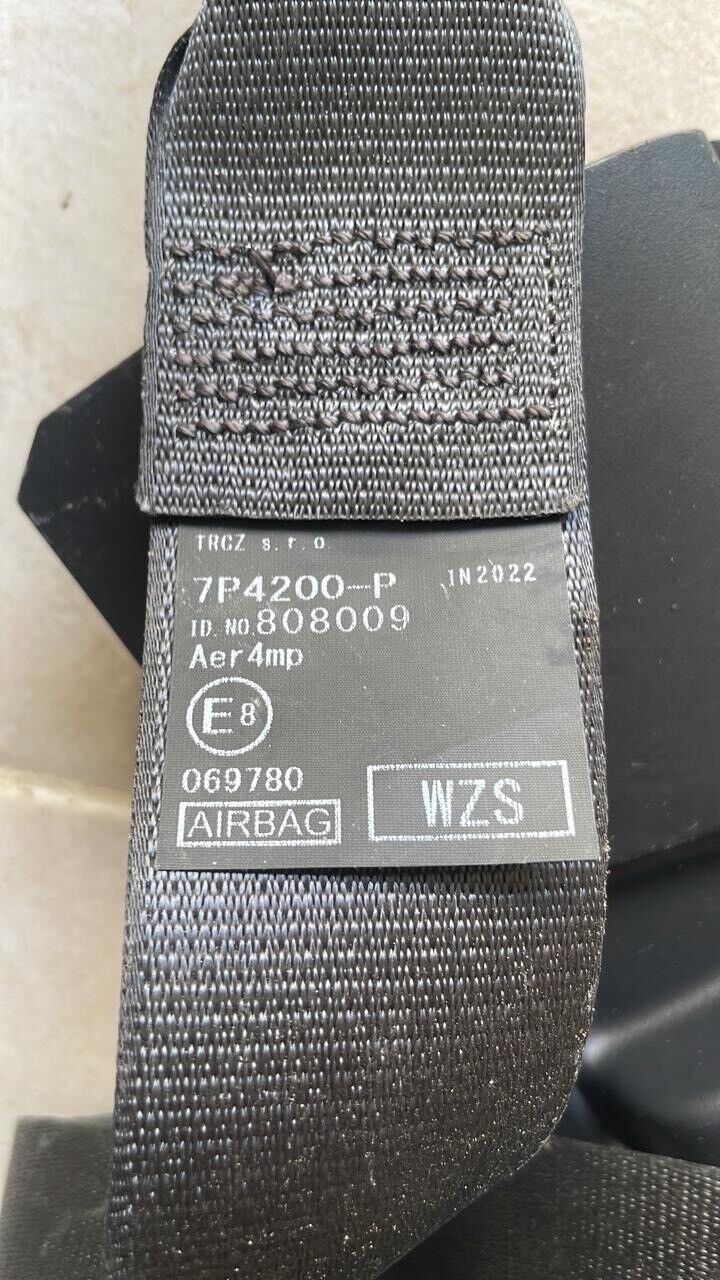 TRCZ s.r.o
7P4200-P IN2022
ID. NO. 808009
Aer4mp
E8
069780
AIRBAG WZS